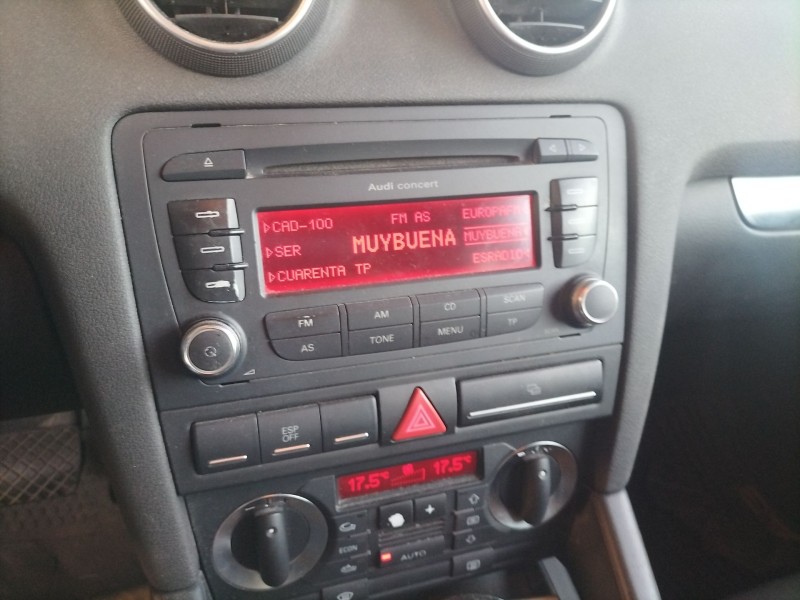 Audi concert
CAD-100 FM AS EUROPAFM
SER MUYBUENA MUYBUENA
CUARENTA TP ESRADIO
FM AM CD SCAN
AS TONE MENU TP
ESP
OFF
17.5° 17.5°
+
ECON AUTO